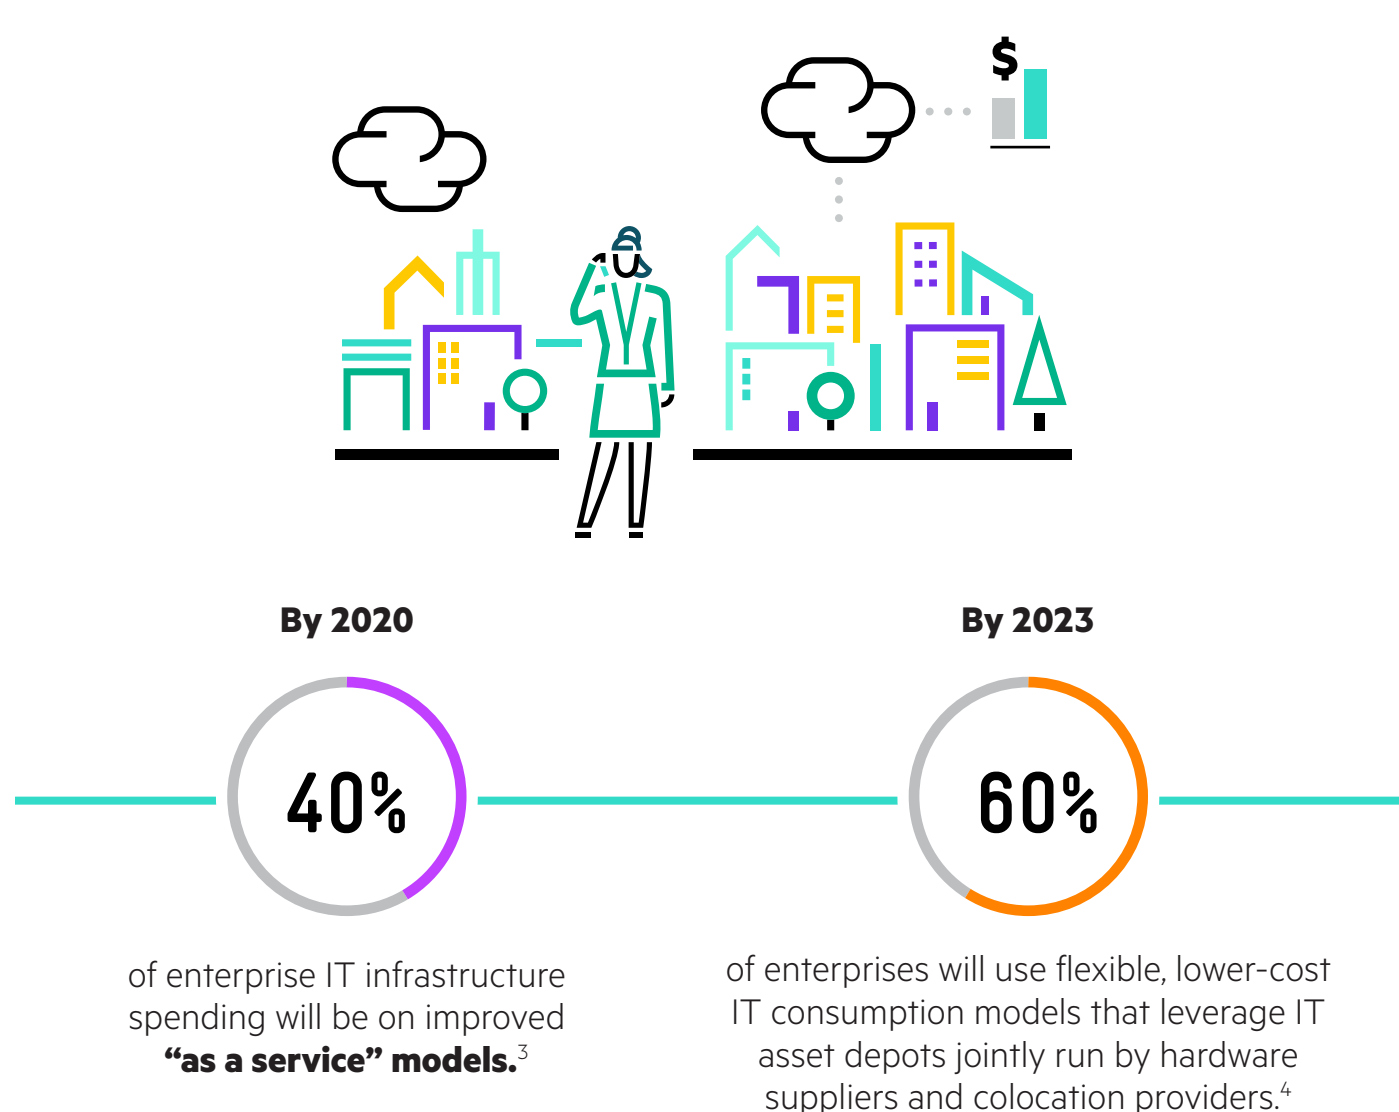 $
By 2020
By 2023
40%
60%
of enterprise IT infrastructure
spending will be on improved
“as a service” models.3
of enterprises will use flexible, lower-cost
IT consumption models that leverage IT
asset depots jointly run by hardware
suppliers and colocation providers.4